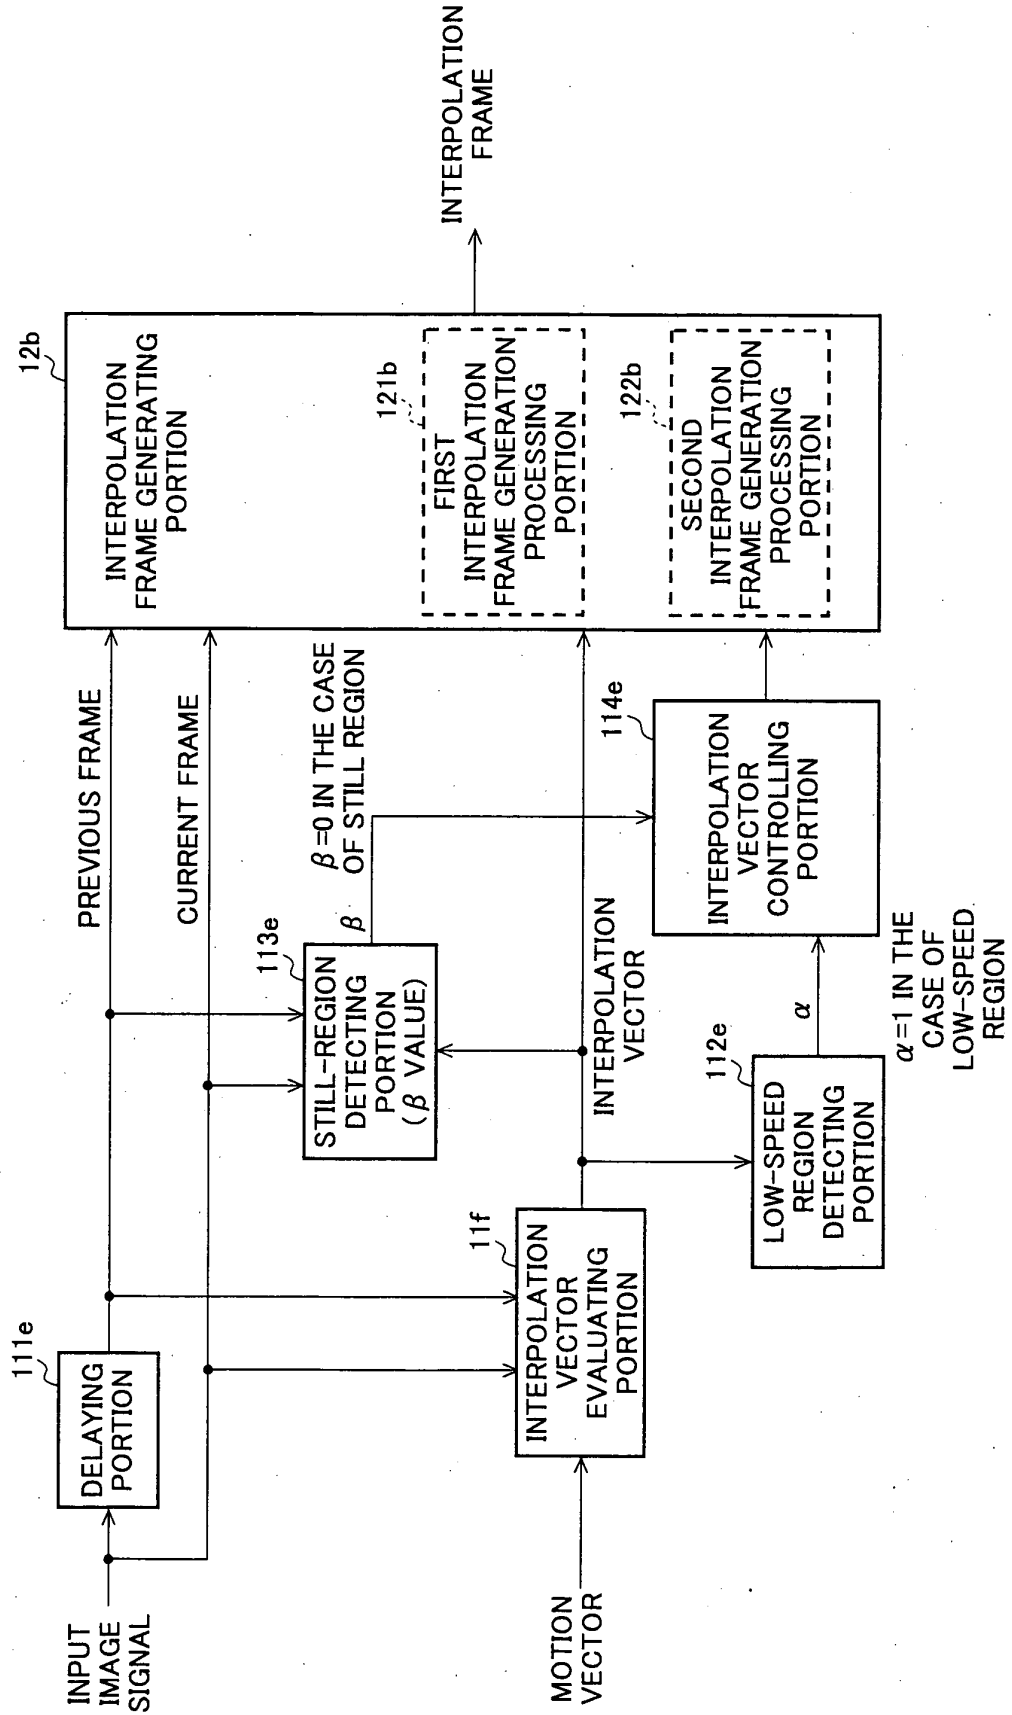 INPUT
IMAGE
SIGNAL
111e
DELAYING
PORTION
PREVIOUS FRAME
CURRENT FRAME
12b
INTERPOLATION
FRAME GENERATING
PORTION
121b
FIRST
INTERPOLATION
FRAME GENERATION
PROCESSING
PORTION
122b
SECOND
INTERPOLATION
FRAME GENERATION
PROCESSING
PORTION
INTERPOLATION
FRAME
113e
STILL-REGION
DETECTING
PORTION
(β VALUE)
β
β=0 IN THE CASE
OF STILL REGION
MOTION
VECTOR
11f
INTERPOLATION
VECTOR
EVALUATING
PORTION
INTERPOLATION
VECTOR
112e
LOW-SPEED
REGION
DETECTING
PORTION
α
α=1 IN THE
CASE OF
LOW-SPEED
REGION
114e
INTERPOLATION
VECTOR
CONTROLLING
PORTION